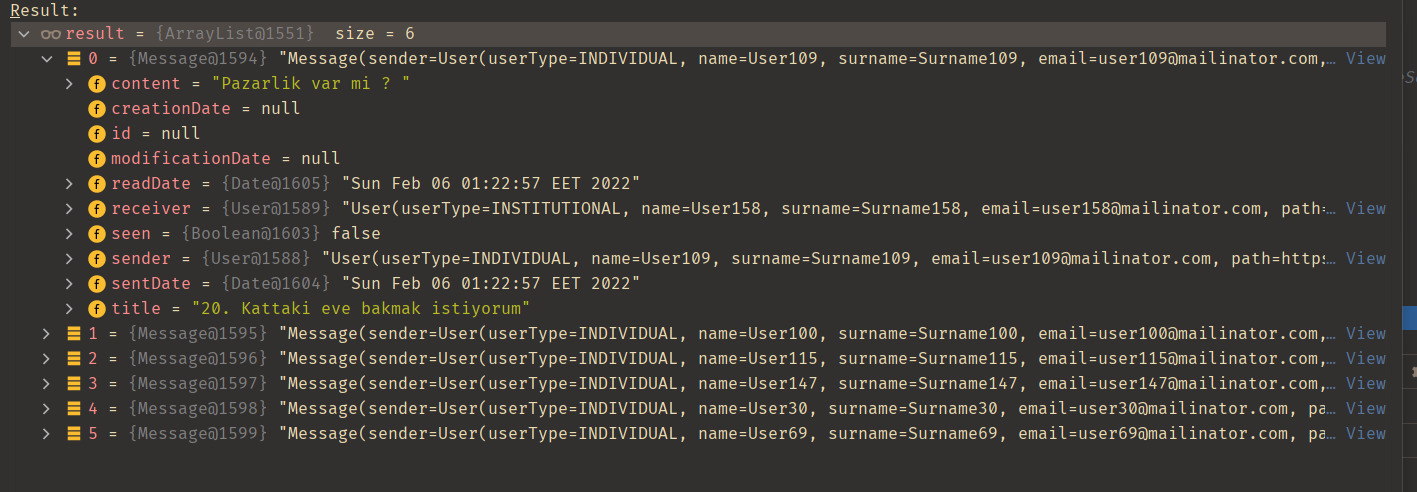 Result:
result = {ArrayList@1551} size = 6
0 = {Message@1594} "Message(sender=User(userType=INDIVIDUAL, name=User109, surname=Surname109, email=user109@mailinator.com,... View
content = "Pazarlik var mi ? "
creationDate = null
id = null
modificationDate = null
readDate = {Date@1605} "Sun Feb 06 01:22:57 EET 2022"
receiver = {User@1589} "User(userType=INSTITUTIONAL, name=User158, surname=Surname158, email=user158@mailinator.com, path=... View
seen = {Boolean@1603} false
sender = {User@1588} "User(userType=INDIVIDUAL, name=User109, surname=Surname109, email=user109@mailinator.com, path=https... View
sentDate = {Date@1604} "Sun Feb 06 01:22:57 EET 2022"
title = "20. Kattaki eve bakmak istiyorum"
1 = {Message@1595} "Message(sender=User(userType=INDIVIDUAL, name=User100, surname=Surname100, email=user100@mailinator.com,... View
2 = {Message@1596} "Message(sender=User(userType=INDIVIDUAL, name=User115, surname=Surname115, email=user115@mailinator.com,... View
3 = {Message@1597} "Message(sender=User(userType=INDIVIDUAL, name=User147, surname=Surname147, email=user147@mailinator.com,... View
4 = {Message@1598} "Message(sender=User(userType=INDIVIDUAL, name=User30, surname=Surname30, email=user30@mailinator.com, pa... View
5 = {Message@1599} "Message(sender=User(userType=INDIVIDUAL, name=User69, surname=Surname69, email=user69@mailinator.com, pa... View